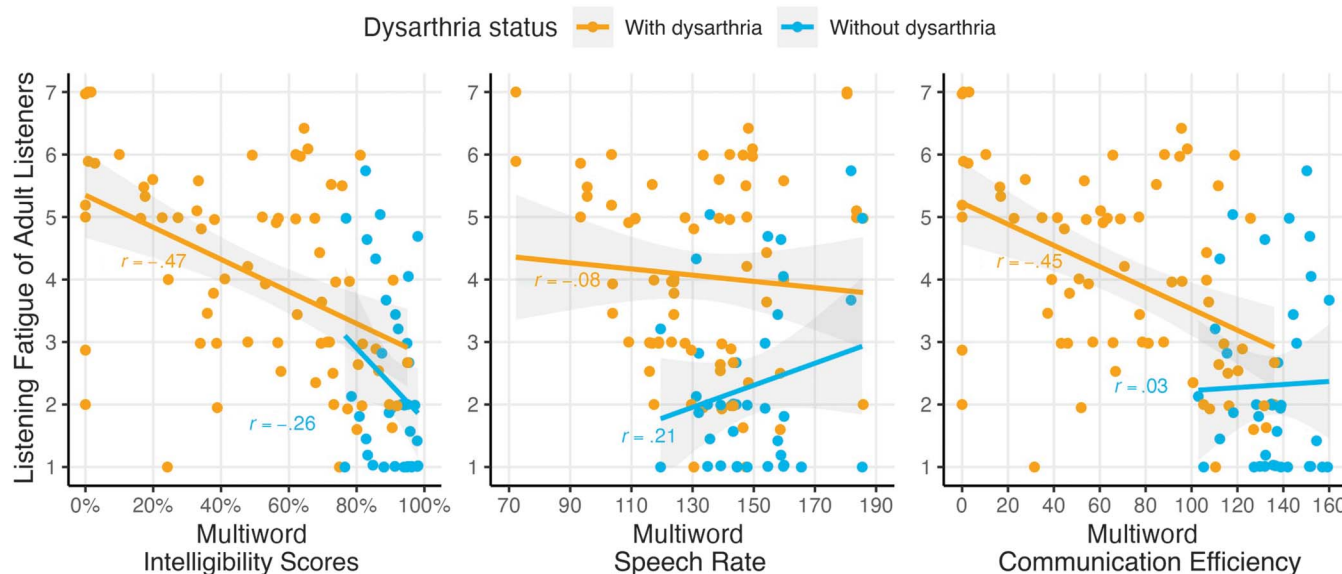 Dysarthria status With dysarthria Without dysarthria
Listening Fatigue of Adult Listeners
7
6
5
4
3
2
1
r = −.47
r = −.26
0% 20% 40% 60% 80% 100%
Multiword
Intelligibility Scores
7
6
5
4
3
2
1
r = −.08
r = .21
70 90 110 130 150 170 190
Multiword
Speech Rate
7
6
5
4
3
2
1
r = −.45
r = .03
0 20 40 60 80 100 120 140 160
Multiword
Communication Efficiency